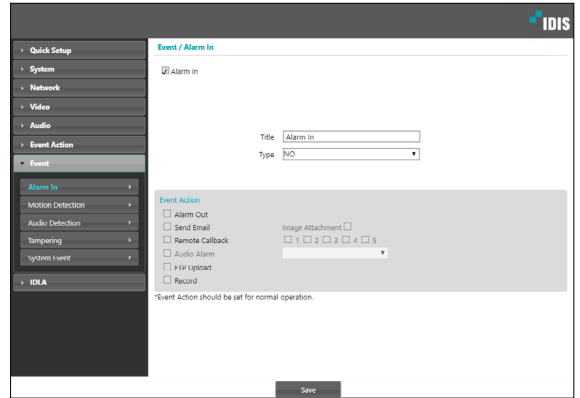 IDIS
Quick Setup
System
Network
Video
Audio
Event Action
Event
Alarm In
Motion Detection
Audio Detection
Tampering
System Event
IDLA
Event / Alarm In
Alarm In
Title Alarm In
Type NO
Event Action
Alarm Out
Send Email Image Attachment
Remote Callback 1 2 3 4 5
Audio Alarm
FTP Upload
Record
*Event Action should be set for normal operation.
Save